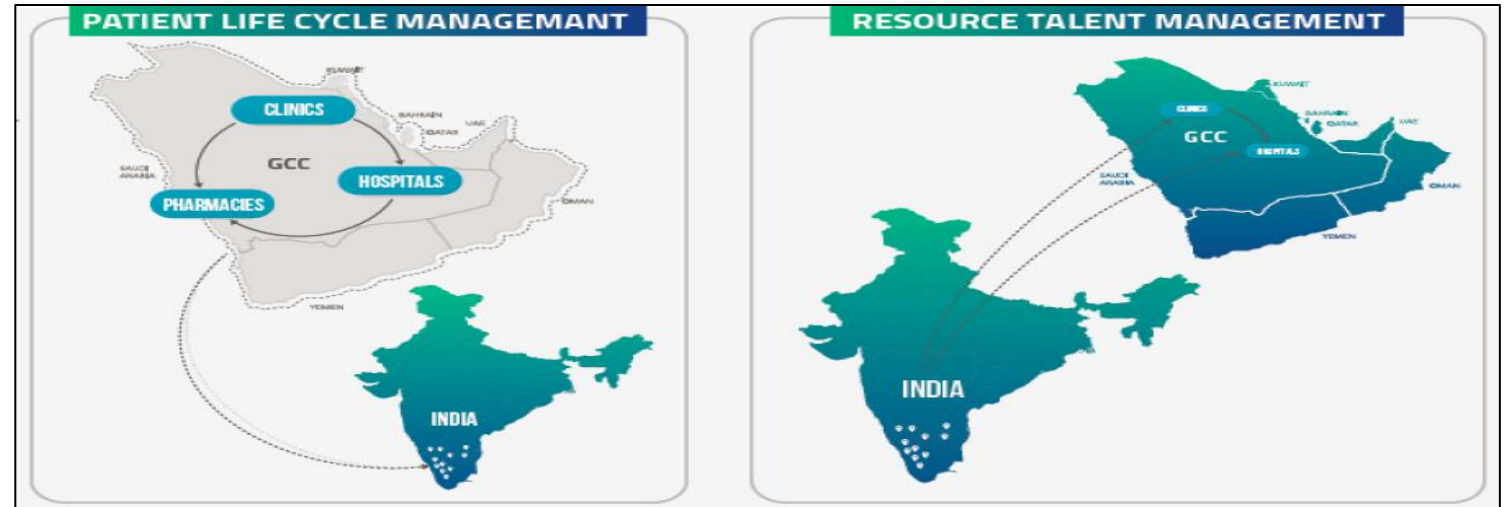 PATIENT LIFE CYCLE MANAGEMANT
KUWAIT
CLINICS
BAHRAIN
QATAR
UAE
GCC
SAUDI
ARABIA
HOSPITALS
PHARMACIES
OMAN
YEMEN
INDIA
RESOURCE TALENT MANAGEMENT
KUWAIT
CLINICS
BAHRAIN
QATAR
UAE
GCC
HOSPITALS
SAUDI
ARABIA
OMAN
YEMEN
INDIA